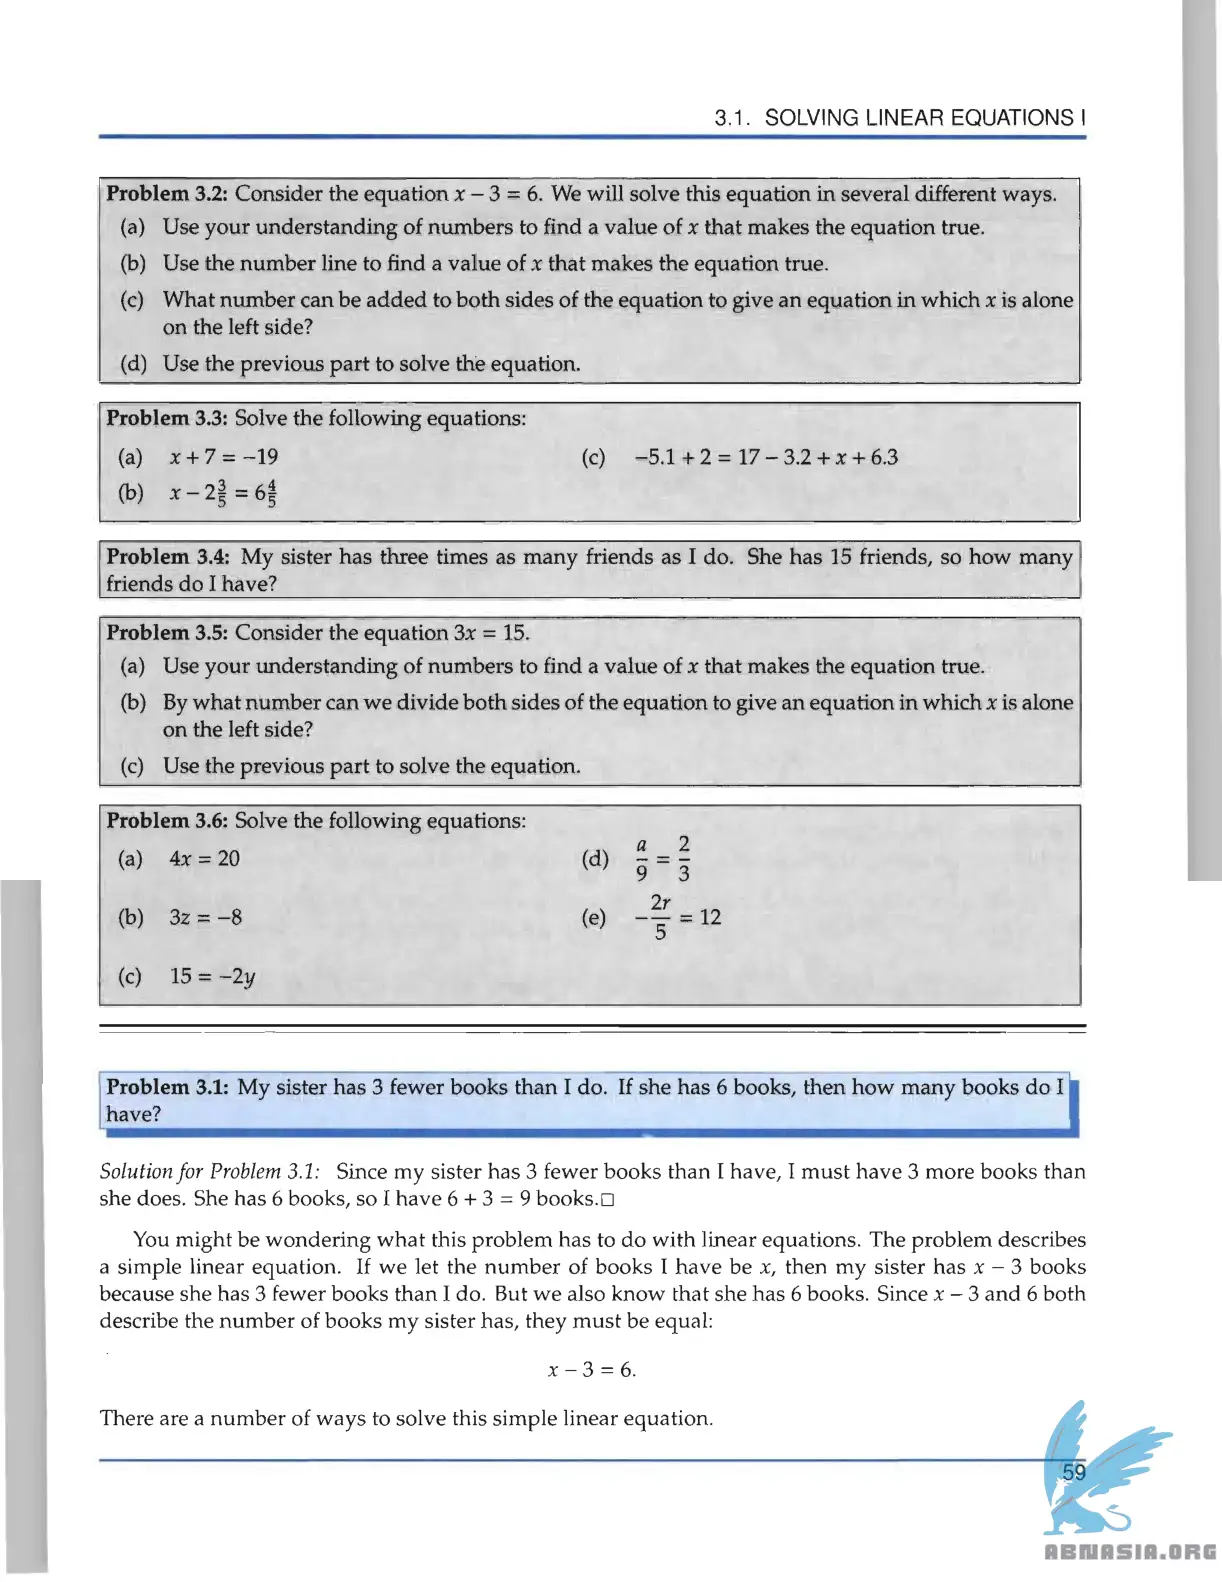 3.1. SOLVING LINEAR EQUATIONS I
Problem 3.2: Consider the equation x − 3 = 6. We will solve this equation in several different ways.
(a) Use your understanding of numbers to find a value of x that makes the equation true.
(b) Use the number line to find a value of x that makes the equation true.
(c) What number can be added to both sides of the equation to give an equation in which x is alone
on the left side?
(d) Use the previous part to solve the equation.
Problem 3.3: Solve the following equations:
(a) x + 7 = −19
(b) x − 2 3/5 = 6 4/5
(c) −5.1 + 2 = 17 − 3.2 + x + 6.3
Problem 3.4: My sister has three times as many friends as I do. She has 15 friends, so how many
friends do I have?
Problem 3.5: Consider the equation 3x = 15.
(a) Use your understanding of numbers to find a value of x that makes the equation true.
(b) By what number can we divide both sides of the equation to give an equation in which x is alone
on the left side?
(c) Use the previous part to solve the equation.
Problem 3.6: Solve the following equations:
(a) 4x = 20
(b) 3z = −8
(c) 15 = −2y
(d) a/9 = 2/3
(e) −2r/5 = 12
Problem 3.1: My sister has 3 fewer books than I do. If she has 6 books, then how many books do I
have?
Solution for Problem 3.1: Since my sister has 3 fewer books than I have, I must have 3 more books than
she does. She has 6 books, so I have 6 + 3 = 9 books.□
You might be wondering what this problem has to do with linear equations. The problem describes
a simple linear equation. If we let the number of books I have be x, then my sister has x − 3 books
because she has 3 fewer books than I do. But we also know that she has 6 books. Since x − 3 and 6 both
describe the number of books my sister has, they must be equal:
x − 3 = 6.
There are a number of ways to solve this simple linear equation.
59
ABNASIA.ORG